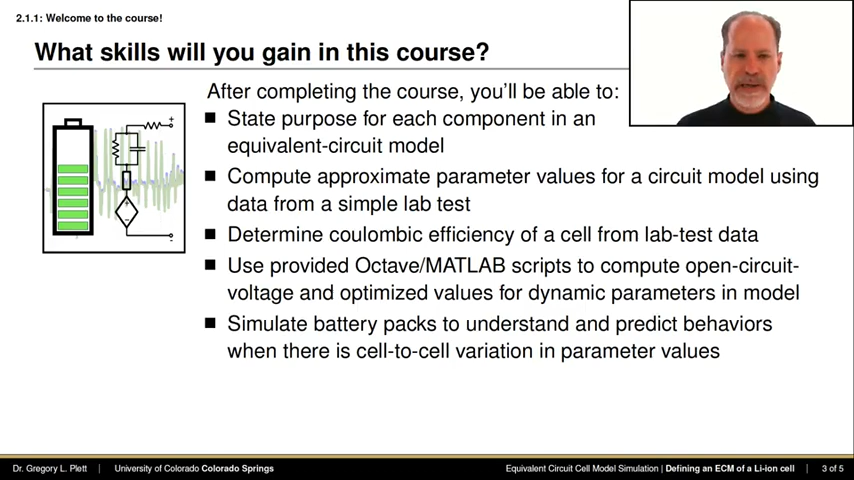 2.1.1: Welcome to the course!
What skills will you gain in this course?
After completing the course, you'll be able to:
State purpose for each component in an
equivalent-circuit model
Compute approximate parameter values for a circuit model using
data from a simple lab test
Determine coulombic efficiency of a cell from lab-test data
Use provided Octave/MATLAB scripts to compute open-circuit-
voltage and optimized values for dynamic parameters in model
Simulate battery packs to understand and predict behaviors
when there is cell-to-cell variation in parameter values
Dr. Gregory L. Plett | University of Colorado Colorado Springs
Equivalent Circuit Cell Model Simulation | Defining an ECM of a Li-ion cell | 3 of 5